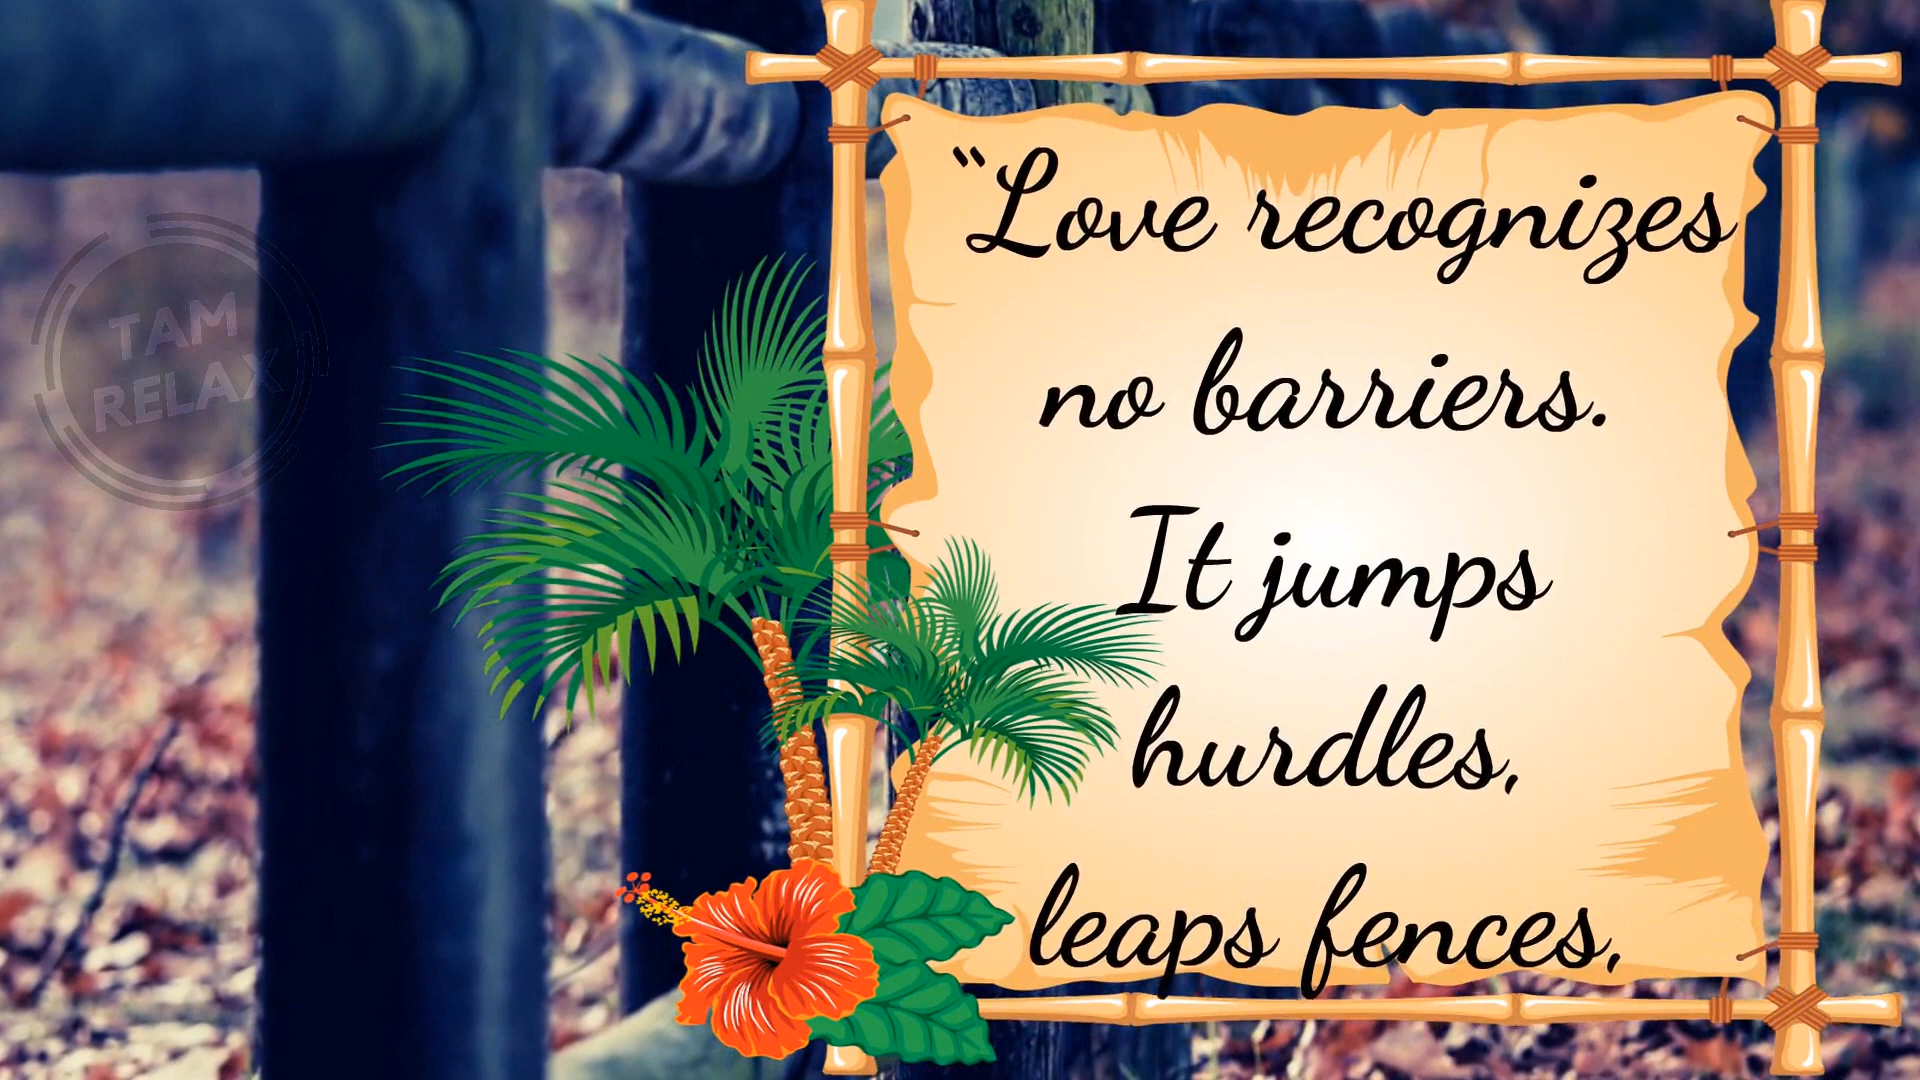 TAM
RELAX
“Love recognizes
no barriers.
It jumps
hurdles,
leaps fences,